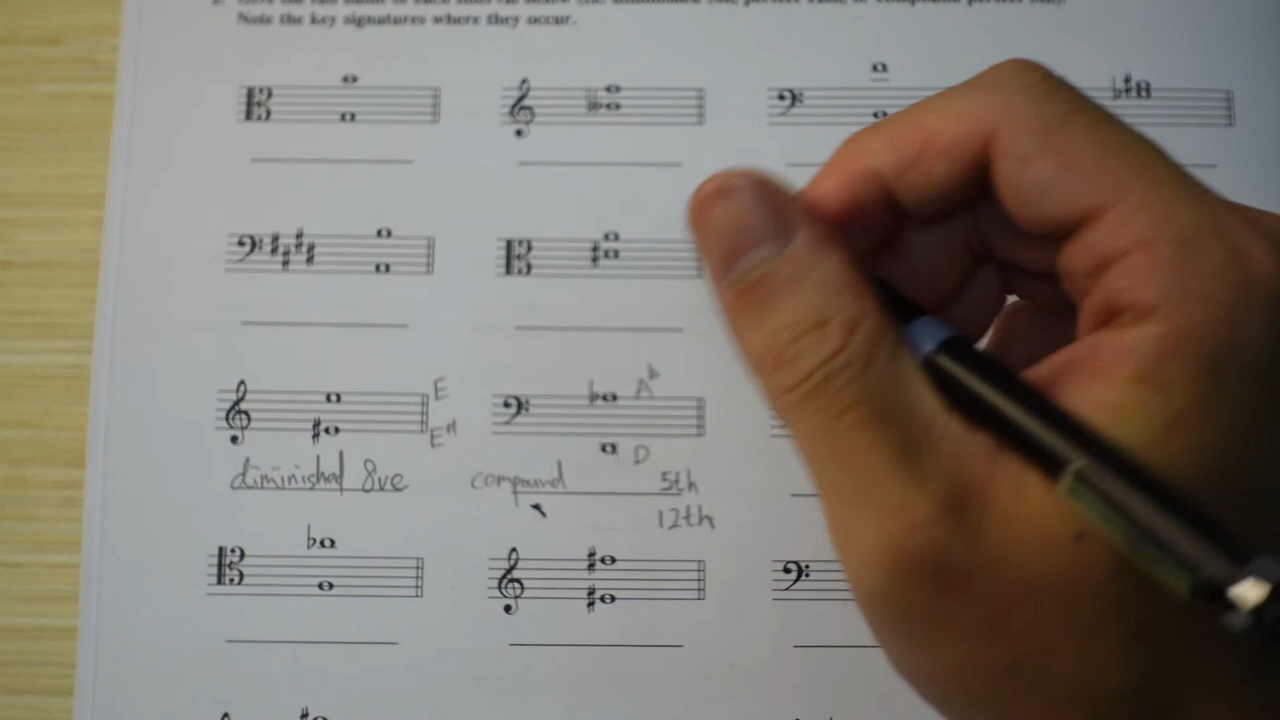 Note the key signatures where they occur.
E
E#
A♭
D
diminished 8ve
compound 5th
12th